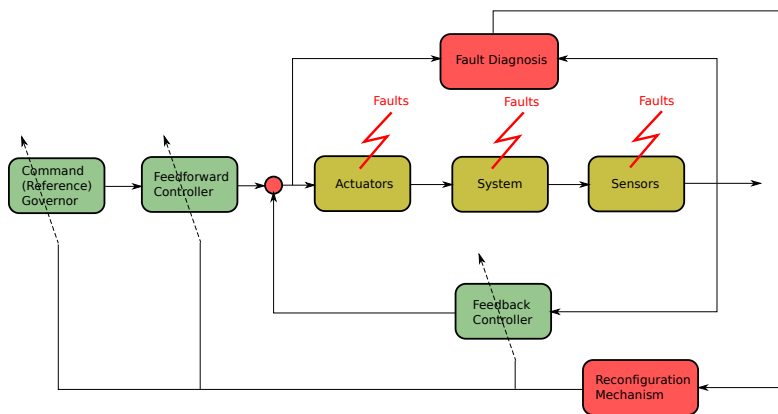 Fault Diagnosis
Faults
Faults
Faults
Command
(Reference)
Governor
Feedforward
Controller
Actuators
System
Sensors
Feedback
Controller
Reconfiguration
Mechanism